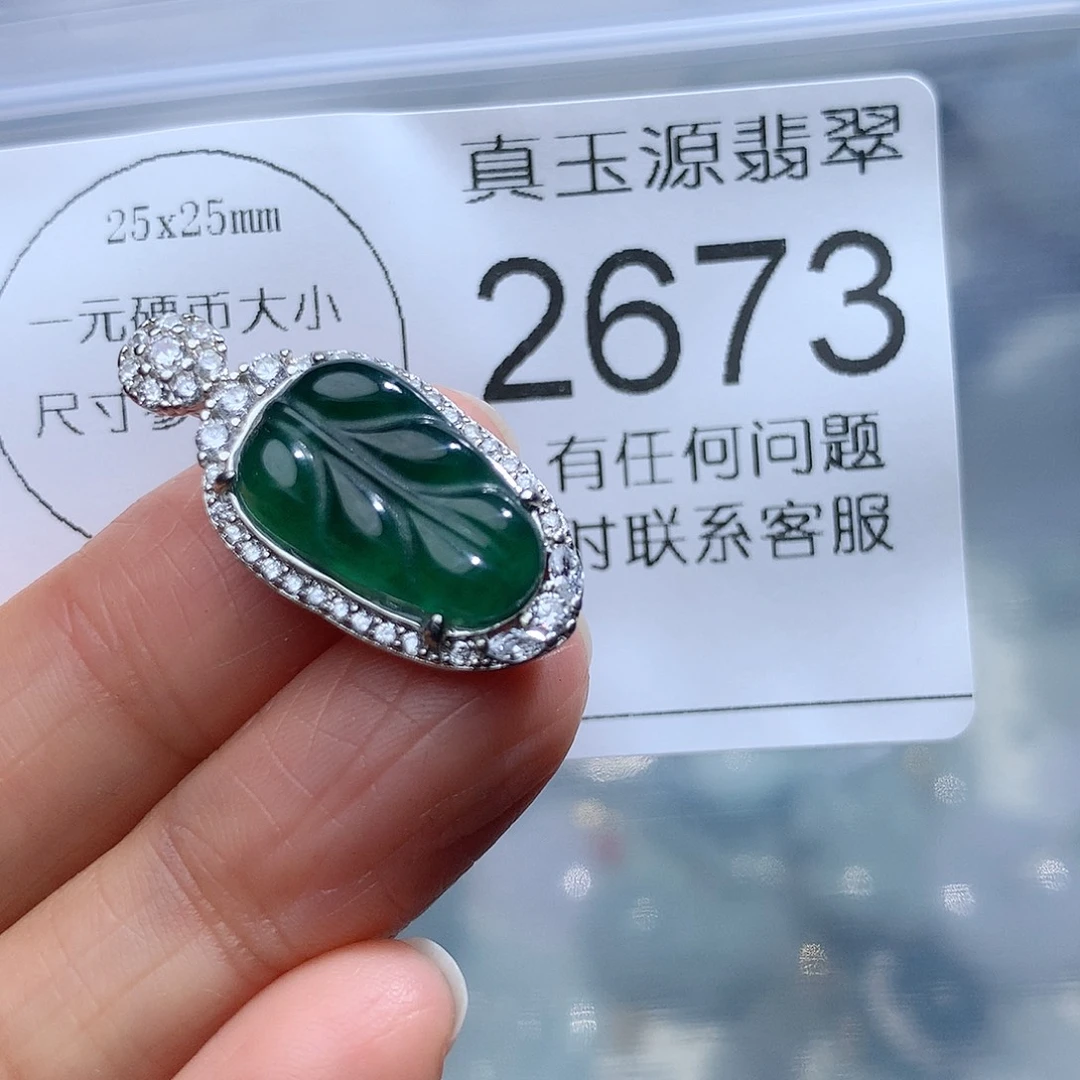 25x25mm
一元硬币大小
尺寸
真玉源翡翠
2673
有任何问题
时联系客服